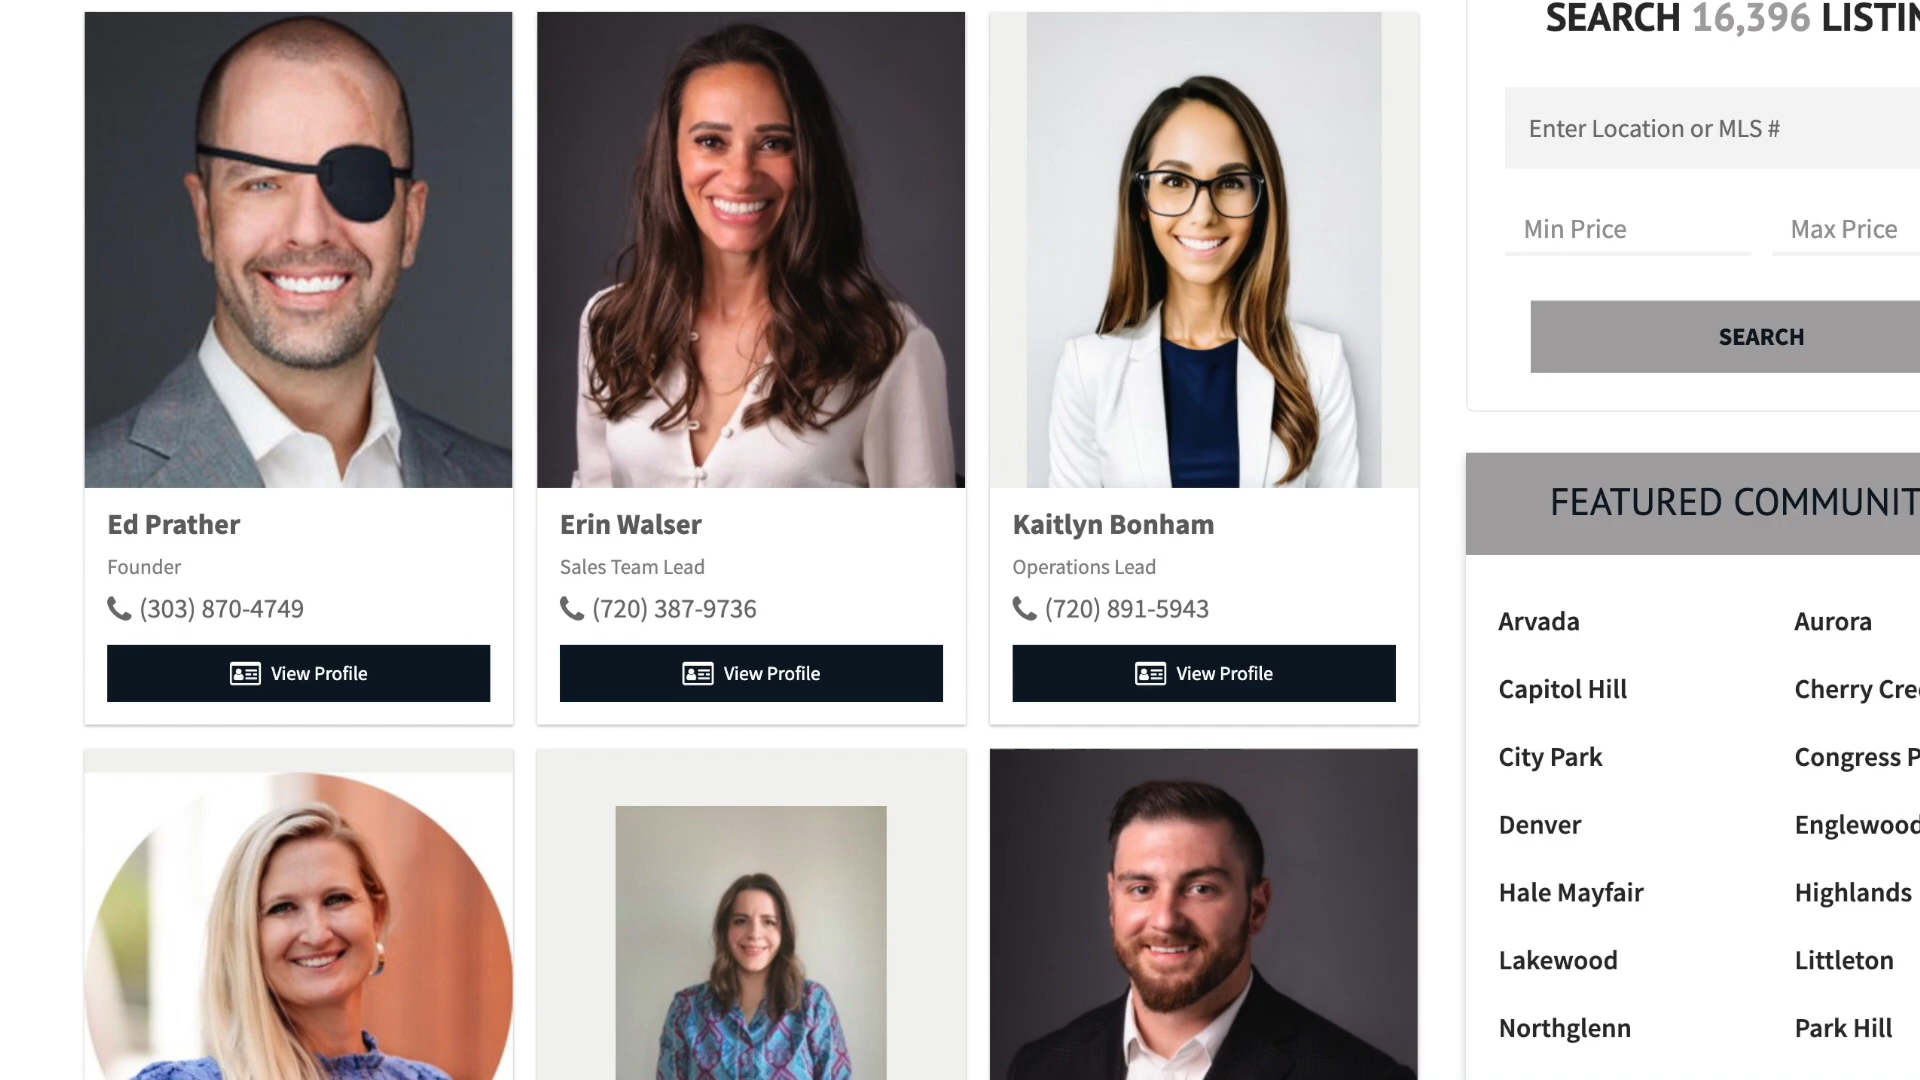 Ed Prather
Founder
(303) 870-4749
View Profile
Erin Walser
Sales Team Lead
(720) 387-9736
View Profile
Kaitlyn Bonham
Operations Lead
(720) 891-5943
View Profile
SEARCH 16,396 LISTIN
Enter Location or MLS #
Min Price Max Price
SEARCH
FEATURED COMMUNIT
Arvada Aurora
Capitol Hill Cherry Cre
City Park Congress P
Denver Englewood
Hale Mayfair Highlands
Lakewood Littleton
Northglenn Park Hill